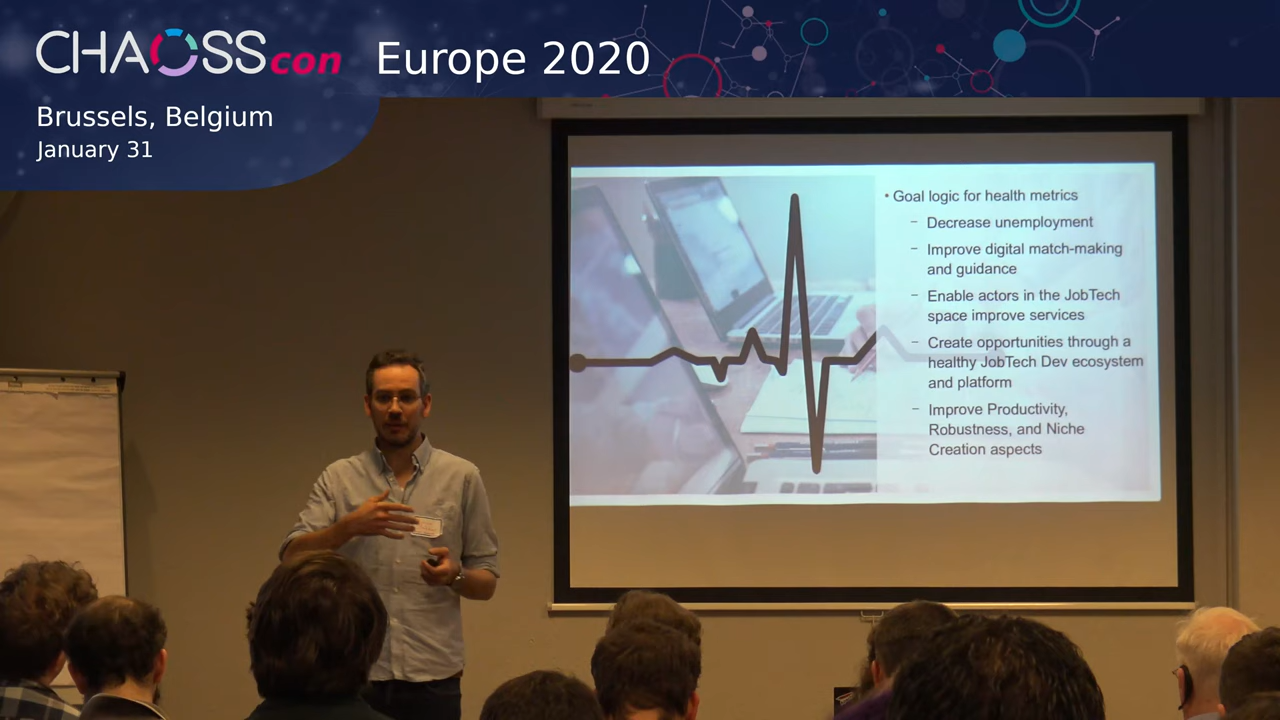 CHAOSScon Europe 2020
Brussels, Belgium
January 31
• Goal logic for health metrics
– Decrease unemployment
– Improve digital match-making
and guidance
– Enable actors in the JobTech
space improve services
– Create opportunities through a
healthy JobTech Dev ecosystem
and platform
– Improve Productivity,
Robustness, and Niche
Creation aspects